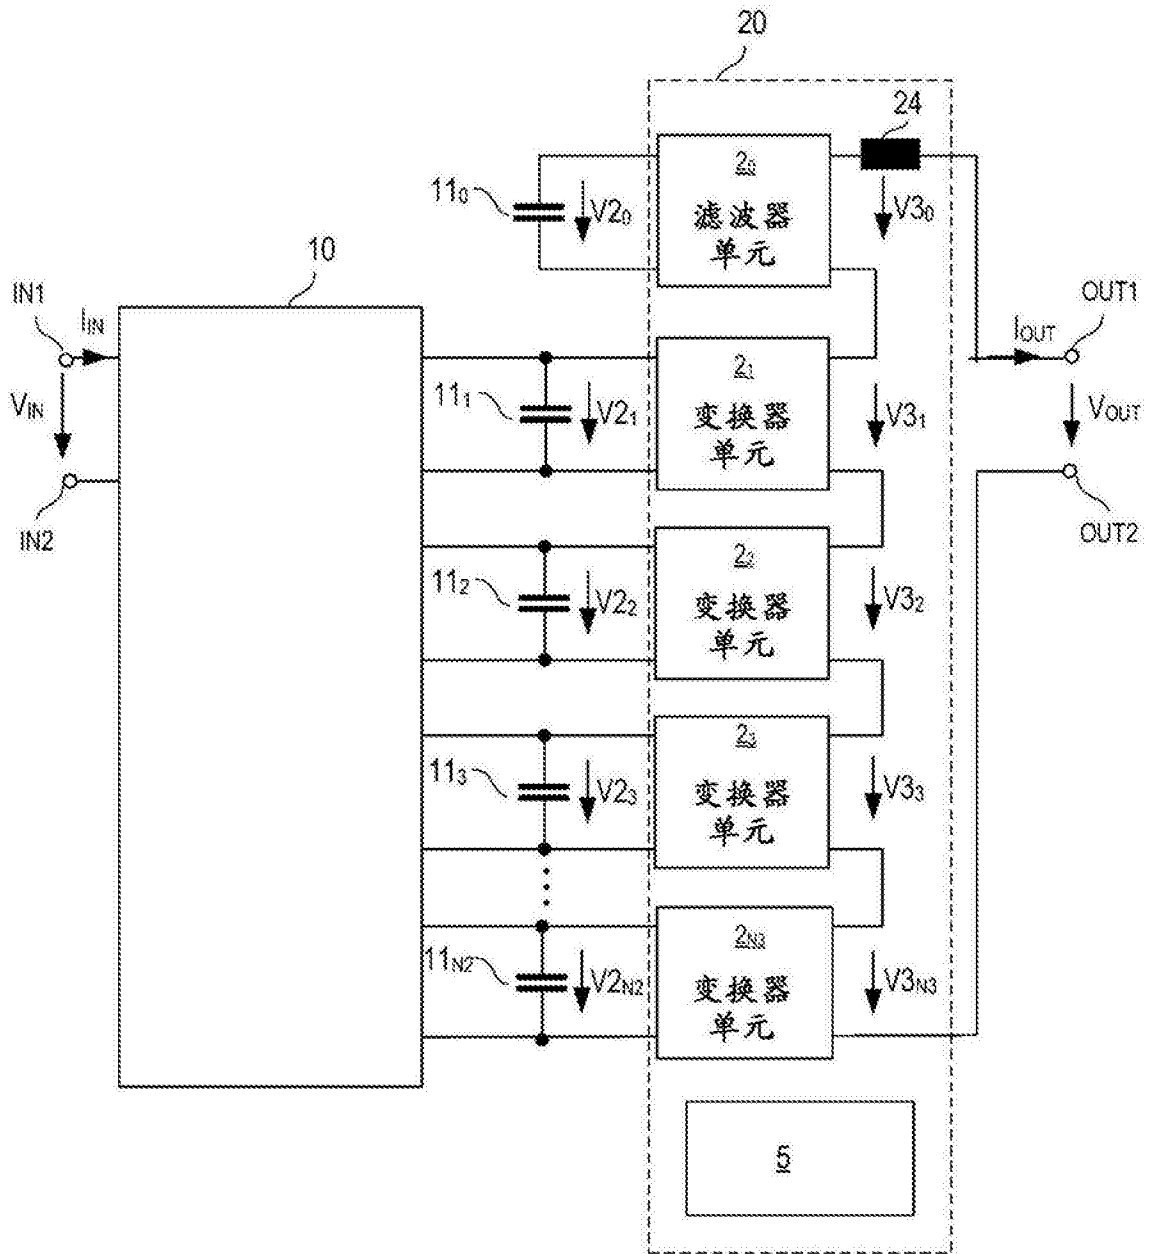 20
24
2₀
滤波器
单元
11₀
V2₀
V3₀
10
IN1
I_IN
V_IN
IN2
OUT1
I_OUT
V_OUT
OUT2
11₁
V2₁
2₁
变换器
单元
V3₁
11₂
V2₂
2₂
变换器
单元
V3₂
11₃
V2₃
2₃
变换器
单元
V3₃
11_N2
V2_N2
2_N3
变换器
单元
V3_N3
5